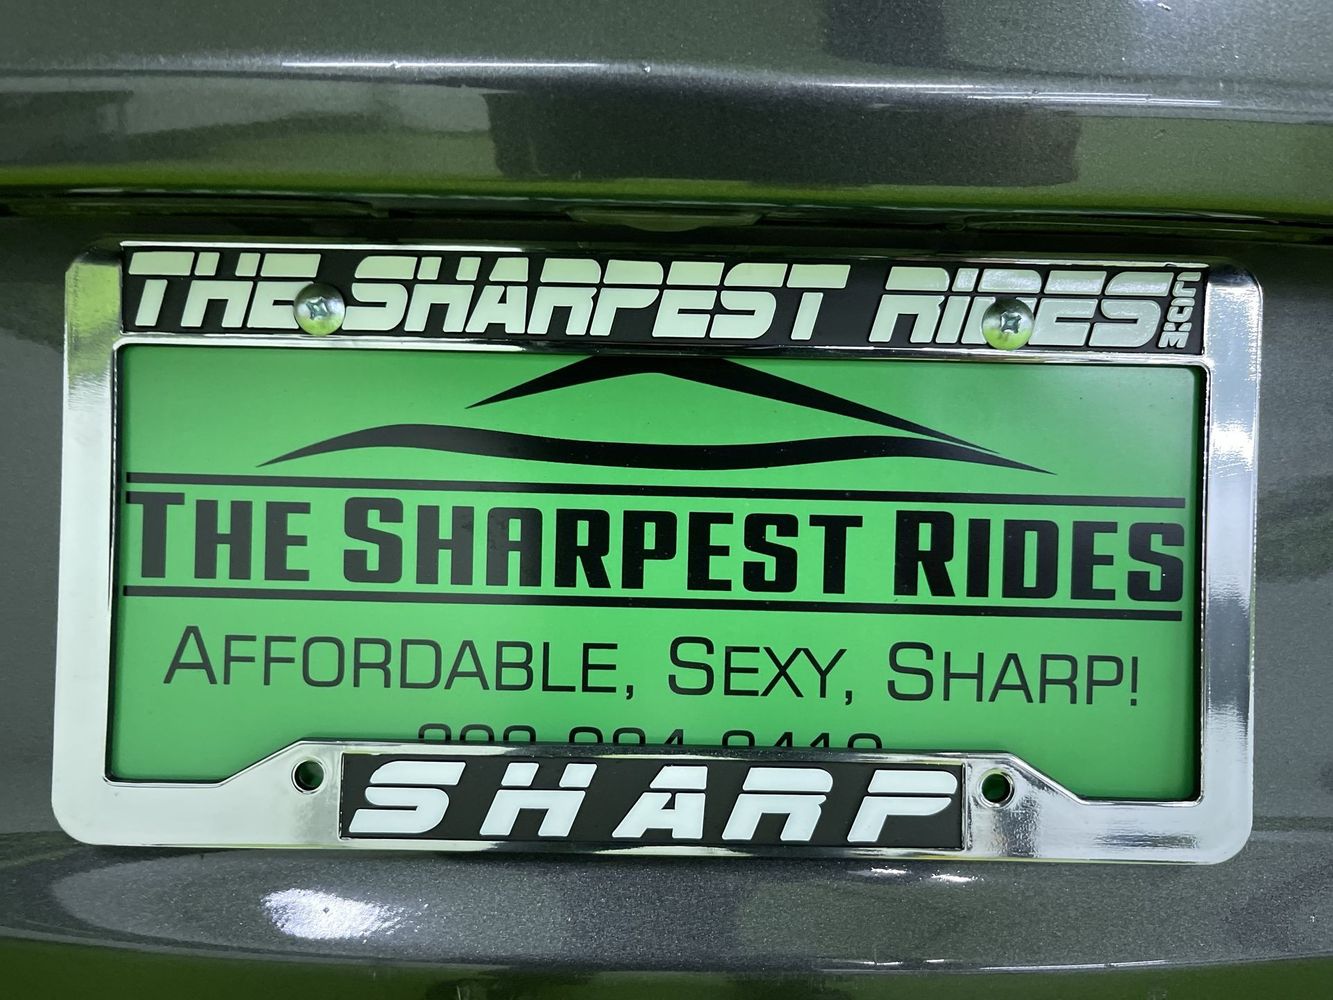 THE SHARPEST RIDES.COM
THE SHARPEST RIDES
AFFORDABLE, SEXY, SHARP!
SHARP